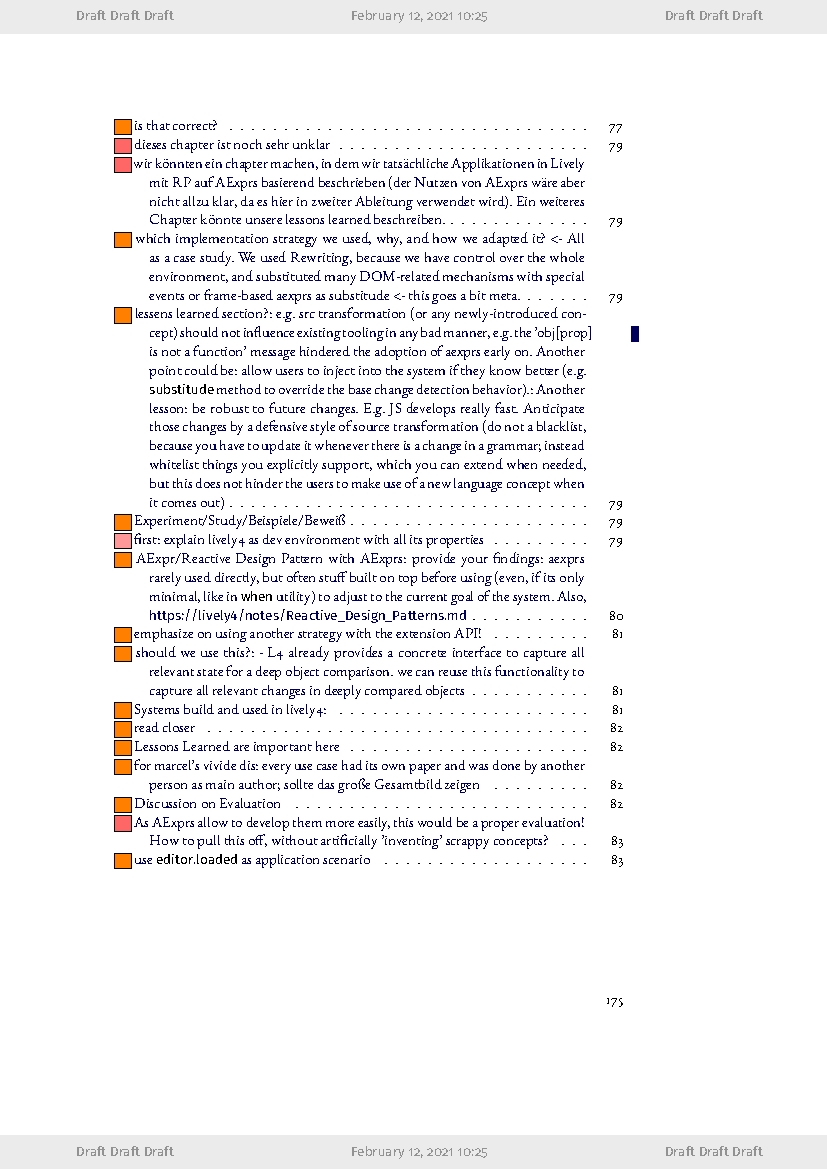 Draft Draft Draft February 12, 2021 10:25 Draft Draft Draft
is that correct? . . . . . . . . . . . . . . . . . . . . . . . . . . . . . . . . . 77
dieses chapter ist noch sehr unklar . . . . . . . . . . . . . . . . . . . . . . . 79
wir könnten ein chapter machen, in dem wir tatsächliche Applikationen in Lively
mit RP auf AExprs basierend beschrieben (der Nutzen von AExprs wäre aber
nicht allzu klar, da es hier in zweiter Ableitung verwendet wird). Ein weiteres
Chapter könnte unsere lessons learned beschreiben. . . . . . . . . . . . . . 79
which implementation strategy we used, why, and how we adapted it? <- All
as a case study. We used Rewriting, because we have control over the whole
environment, and substituted many DOM-related mechanisms with special
events or frame-based aexprs as substitute <- this goes a bit meta. . . . . . . 79
lessens learned section?: e.g. src transformation (or any newly-introduced con-
cept) should not influence existing tooling in any bad manner, e.g. the 'obj[prop]
is not a function' message hindered the adoption of aexprs early on. Another
point could be: allow users to inject into the system if they know better (e.g.
substitude method to override the base change detection behavior).: Another
lesson: be robust to future changes. E.g. JS develops really fast. Anticipate
those changes by a defensive style of source transformation (do not a blacklist,
because you have to update it whenever there is a change in a grammar; instead
whitelist things you explicitly support, which you can extend when needed,
but this does not hinder the users to make use of a new language concept when
it comes out) . . . . . . . . . . . . . . . . . . . . . . . . . . . . . . . . . 79
Experiment/Study/Beispiele/Beweiß . . . . . . . . . . . . . . . . . . . . . . 79
first: explain lively4 as dev environment with all its properties . . . . . . . . . 79
AExpr/Reactive Design Pattern with AExprs: provide your findings: aexprs
rarely used directly, but often stuff built on top before using (even, if its only
minimal, like in when utility) to adjust to the current goal of the system. Also,
https://lively4/notes/Reactive_Design_Patterns.md . . . . . . . . . . . 80
emphasize on using another strategy with the extension API! . . . . . . . . . 81
should we use this?: - L4 already provides a concrete interface to capture all
relevant state for a deep object comparison. we can reuse this functionality to
capture all relevant changes in deeply compared objects . . . . . . . . . . . 81
Systems build and used in lively4: . . . . . . . . . . . . . . . . . . . . . . . 81
read closer . . . . . . . . . . . . . . . . . . . . . . . . . . . . . . . . . . . 82
Lessons Learned are important here . . . . . . . . . . . . . . . . . . . . . . 82
for marcel's vivide dis: every use case had its own paper and was done by another
person as main author; sollte das große Gesamtbild zeigen . . . . . . . . . 82
Discussion on Evaluation . . . . . . . . . . . . . . . . . . . . . . . . . . . 82
As AExprs allow to develop them more easily, this would be a proper evaluation!
How to pull this off, without artificially 'inventing' scrappy concepts? . . . 83
use editor.loaded as application scenario . . . . . . . . . . . . . . . . . . . 83
175
Draft Draft Draft February 12, 2021 10:25 Draft Draft Draft